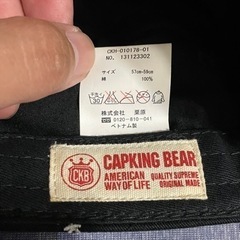 CKH-010178-01
NO. 131123302
サイズ 57cm-59cm
綿 100%
30
株式会社 栗原
☎ 0120-810-041
ベトナム製
CKB
CAPKING BEAR
AMERICAN WAY OF LIFE
QUALITY SUPREME
ORIGINAL MADE